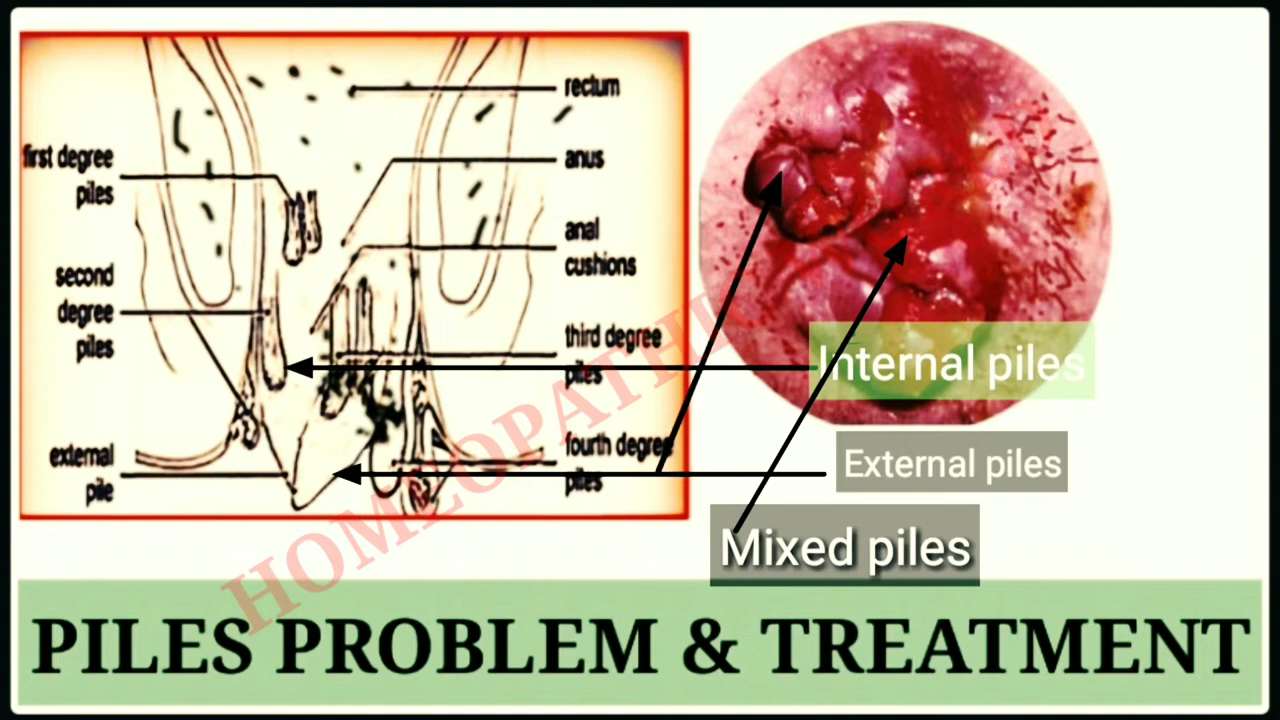 first degree
piles
second
degree
piles
external
pile
rectum
anus
anal
cushions
third degree
piles
fourth degree
piles
Internal piles
External piles
Mixed piles
PILES PROBLEM & TREATMENT